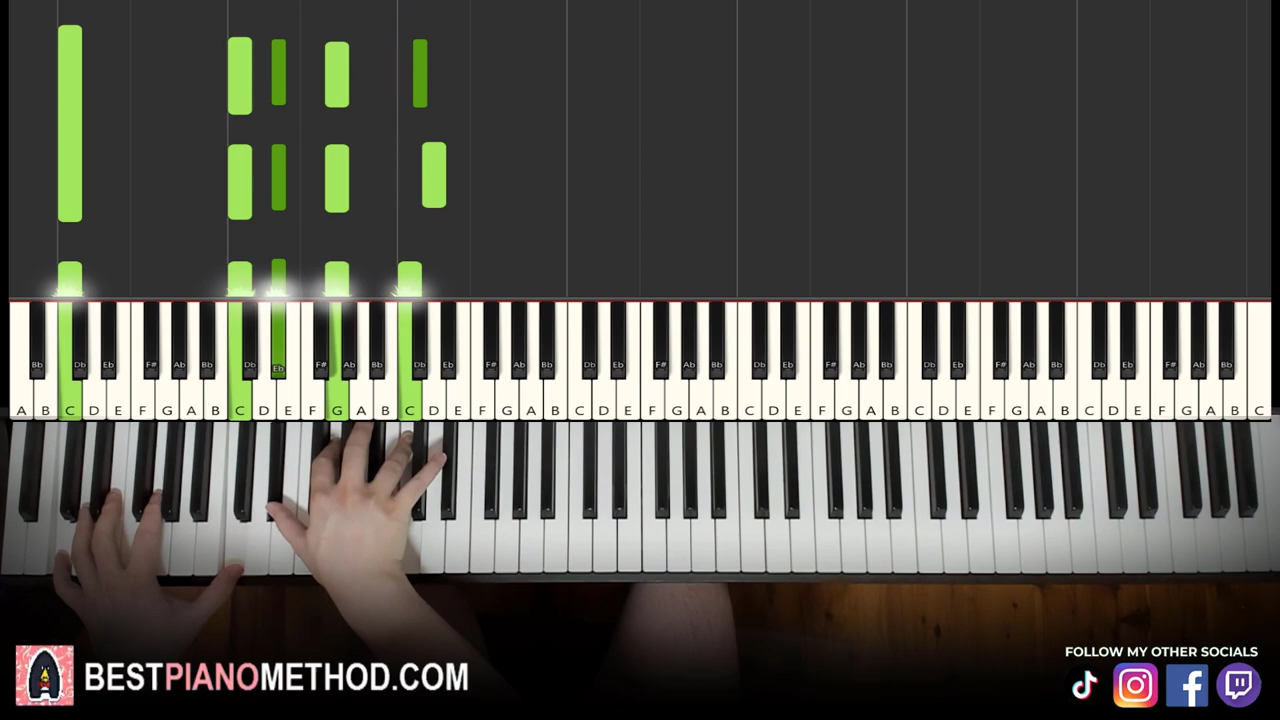 Bb Db Eb F# Ab Bb Db Eb F# Ab Bb Db Eb F# Ab Bb Db Eb F# Ab Bb Db Eb F# Ab Bb Db Eb F# Ab Bb Db Eb F# Ab Bb
A B C D E F G A B C D E F G A B C D E F G A B C D E F G A B C D E F G A B C D E F G A B C D E F G A B C
FOLLOW MY OTHER SOCIALS
BESTPIANOMETHOD.COM